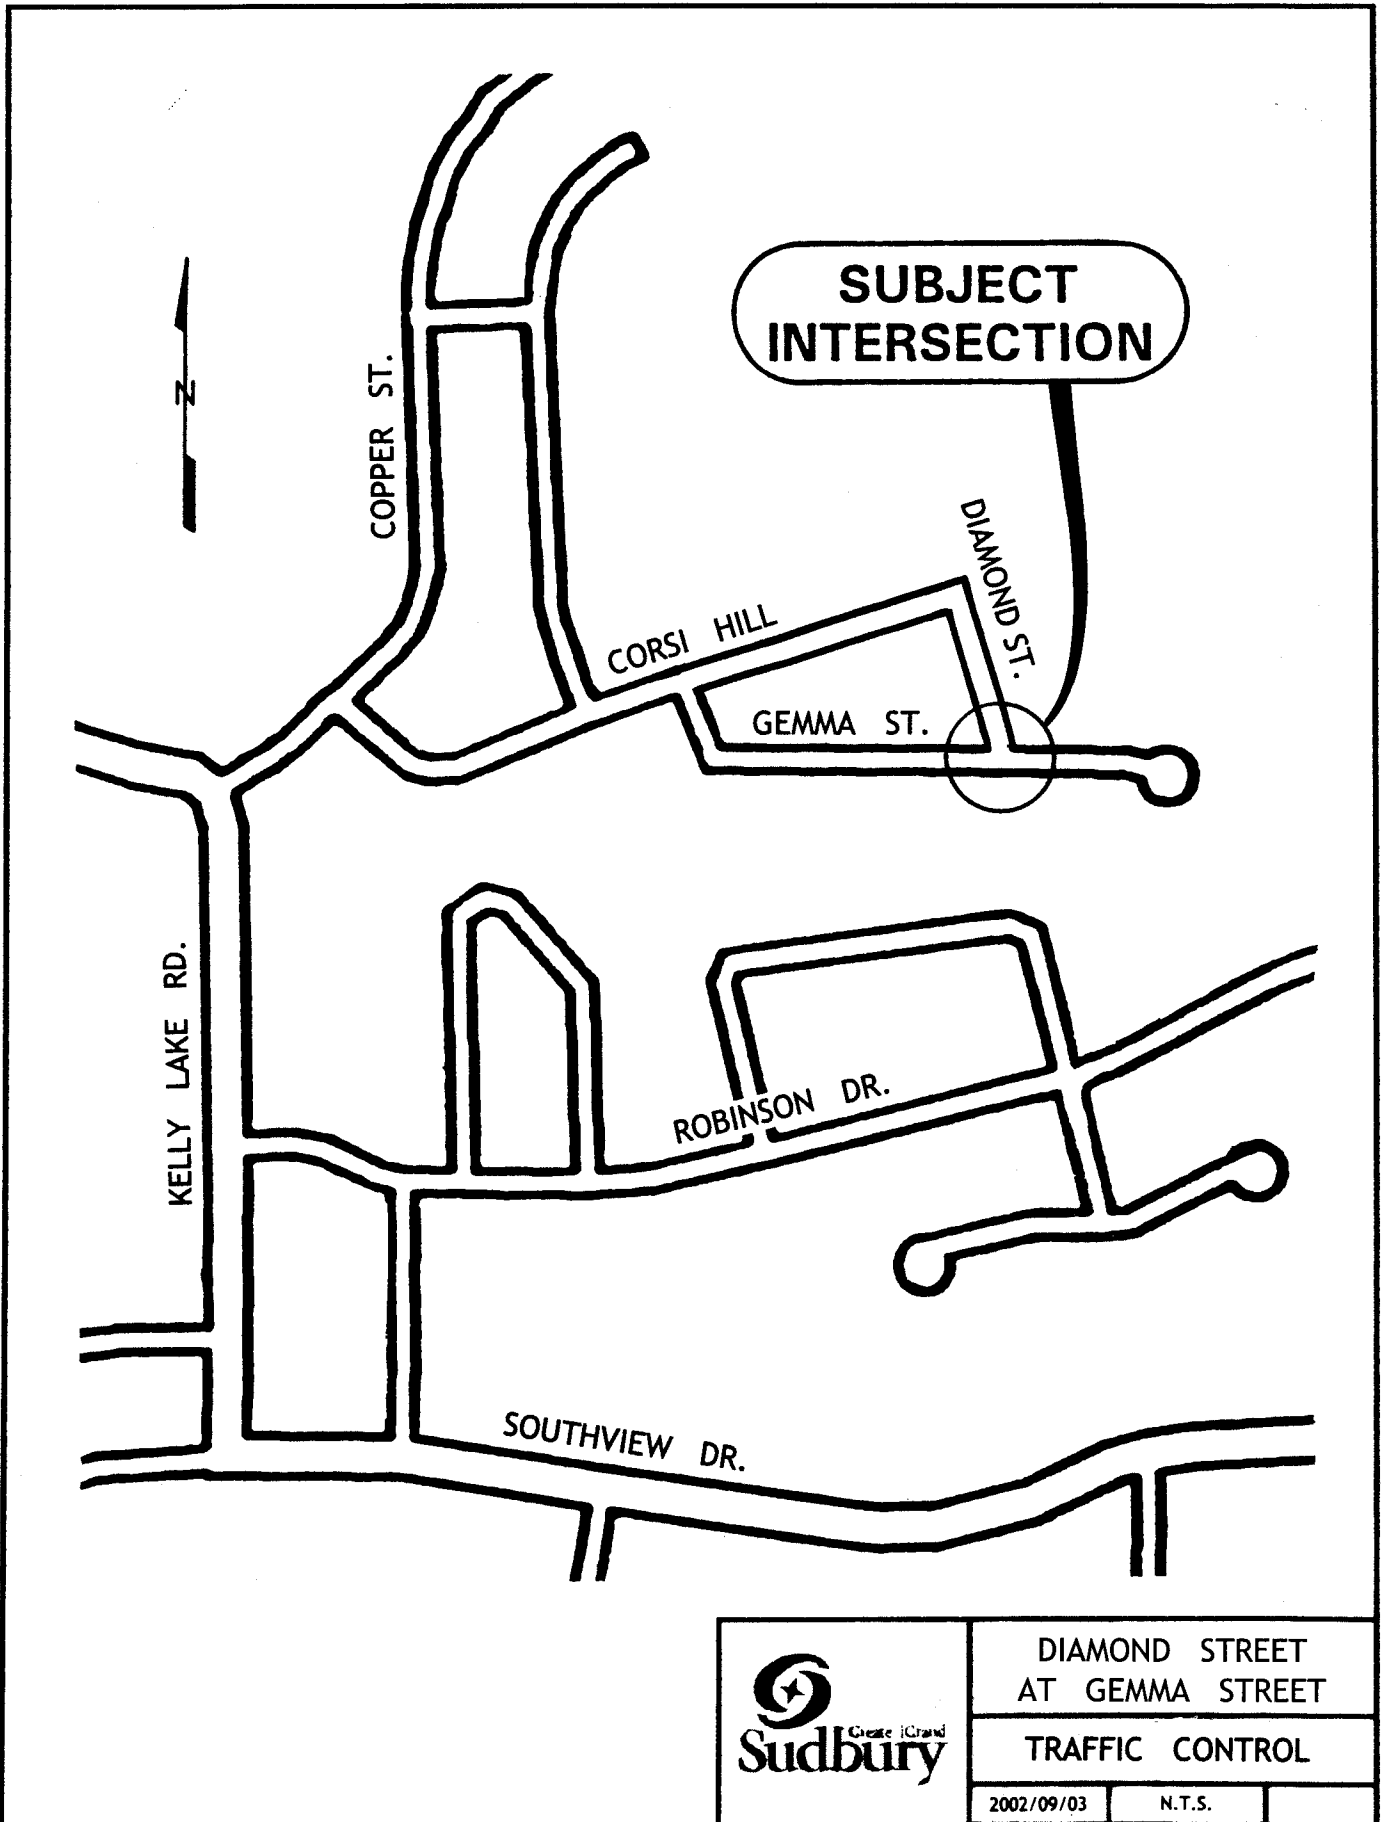 SUBJECT
INTERSECTION
N
COPPER ST.
DIAMOND ST.
CORSI HILL
GEMMA ST.
KELLY LAKE RD.
ROBINSON DR.
SOUTHVIEW DR.
DIAMOND STREET
AT GEMMA STREET
Sudbury
TRAFFIC CONTROL
2002/09/03 N.T.S.